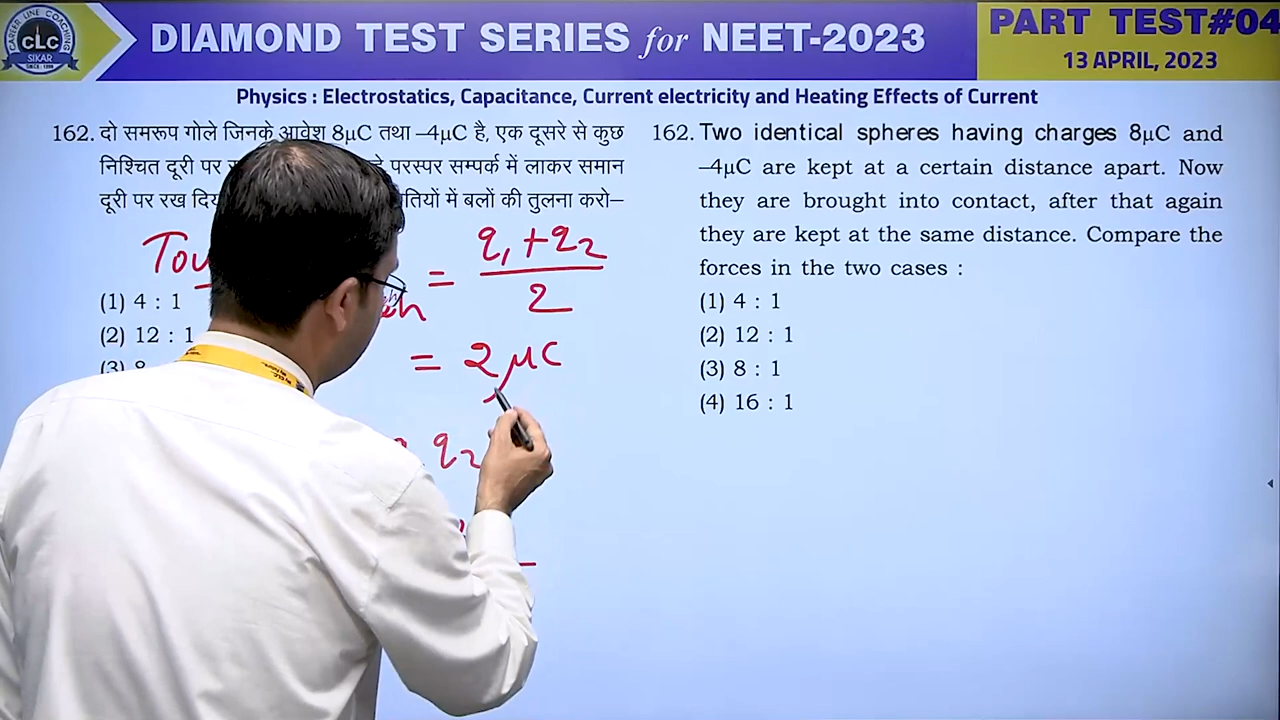 CAREER LINE COACHING
CLC
SIKAR
SINCE : 1996
DIAMOND TEST SERIES for NEET-2023
PART TEST#04
13 APRIL, 2023
Physics : Electrostatics, Capacitance, Current electricity and Heating Effects of Current
162. दो समरूप गोले जिनके आवेश 8μC तथा –4μC है, एक दूसरे से कुछ
निश्चित दूरी पर परस्पर सम्पर्क में लाकर समान
दूरी पर रख में बलों की तुलना करो–
= q₁+q₂
2
(1) 4 : 1
(2) 12 : 1
(3)
= 2μC
q₂
162. Two identical spheres having charges 8μC and
–4μC are kept at a certain distance apart. Now
they are brought into contact, after that again
they are kept at the same distance. Compare the
forces in the two cases :
(1) 4 : 1
(2) 12 : 1
(3) 8 : 1
(4) 16 : 1